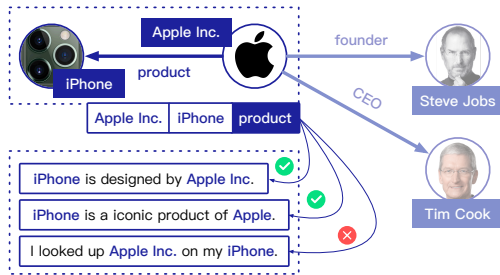 Apple Inc.
founder
iPhone
product
Steve Jobs
CEO
Apple Inc. iPhone product
iPhone is designed by Apple Inc.
iPhone is a iconic product of Apple.
Tim Cook
I looked up Apple Inc. on my iPhone.